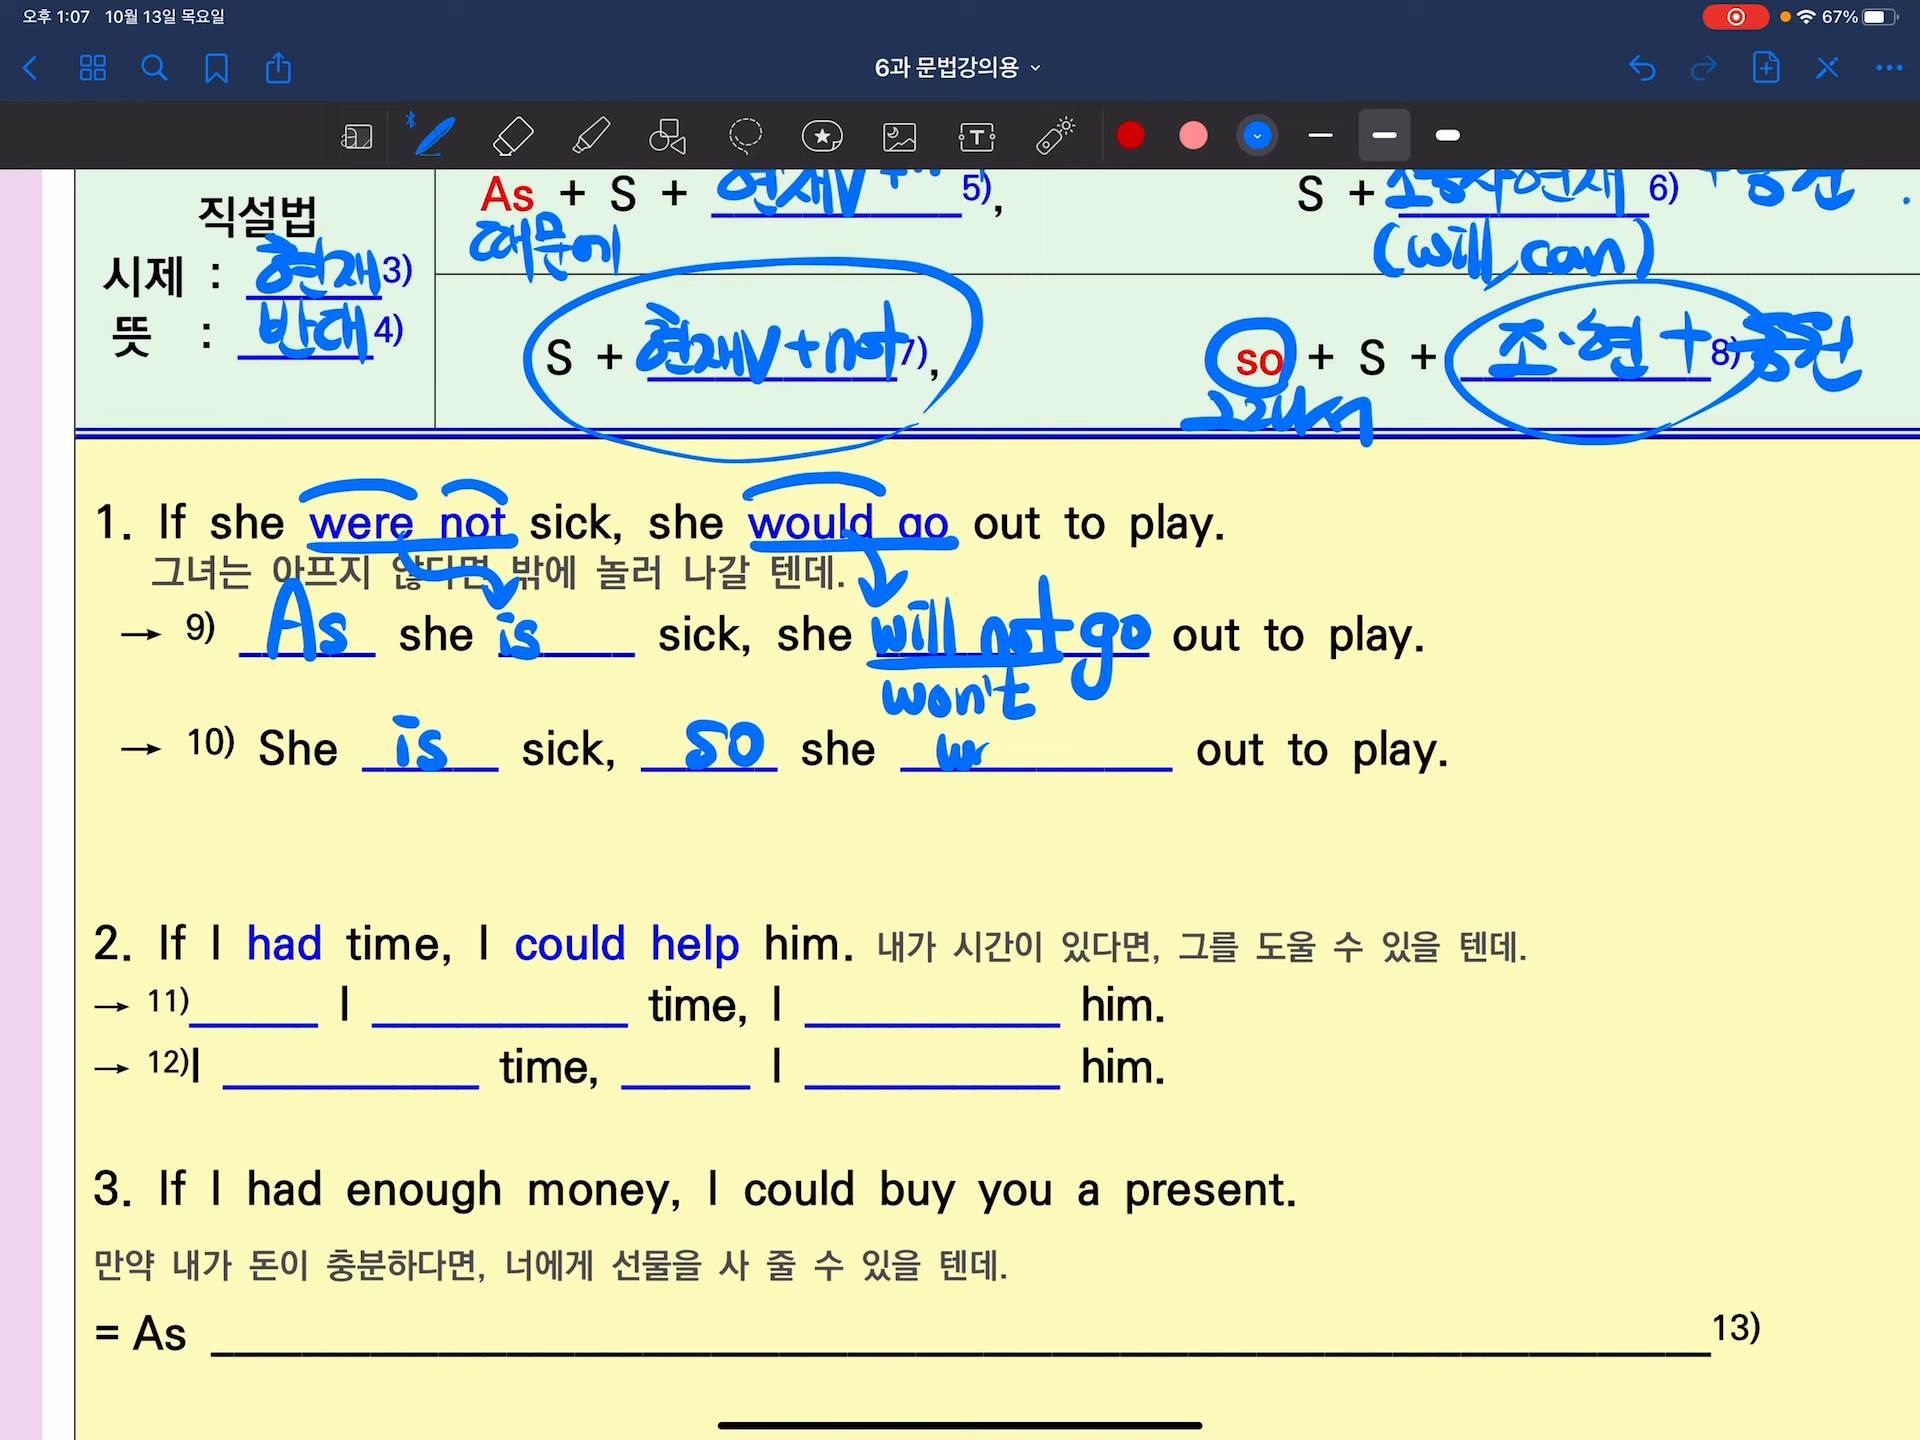 오후 1:07 10월 13일 목요일 67%
6과 문법강의용
직설법
시제 : 현재 3)
뜻 : 반대 4)
As + S + 현재V + 5), S + 조동사현재 6) + 동원 .
때문에 (will, can)
S + 현재V + not 7), so + S + 조·현 + 8) 동원
그래서
1. If she were not sick, she would go out to play.
그녀는 아프지 않다면 밖에 놀러 나갈 텐데.
→ 9) As she is sick, she will not go out to play.
won't
→ 10) She is sick, so she w out to play.
2. If I had time, I could help him. 내가 시간이 있다면, 그를 도울 수 있을 텐데.
→ 11) I time, I him.
→ 12) I time, I him.
3. If I had enough money, I could buy you a present.
만약 내가 돈이 충분하다면, 너에게 선물을 사 줄 수 있을 텐데.
= As 13)